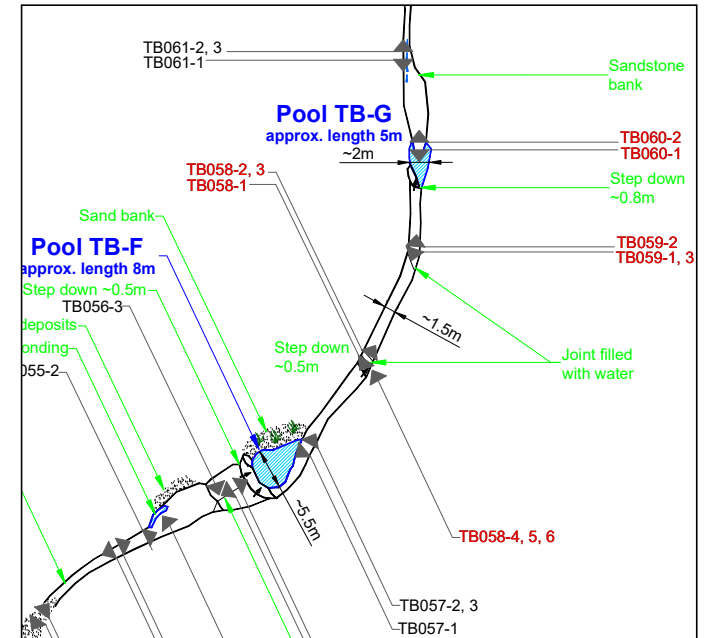 TB061-2, 3
TB061-1
Sandstone
bank
Pool TB-G
approx. length 5m
~2m
TB060-2
TB060-1
TB058-2, 3
TB058-1
Step down
~0.8m
Sand bank
Pool TB-F
approx. length 8m
TB059-2
TB059-1, 3
Step down ~0.5m
TB056-3
~1.5m
deposits
onding
055-2
Step down
~0.5m
Joint filled
with water
~5.5m
TB058-4, 5, 6
TB057-2, 3
TB057-1